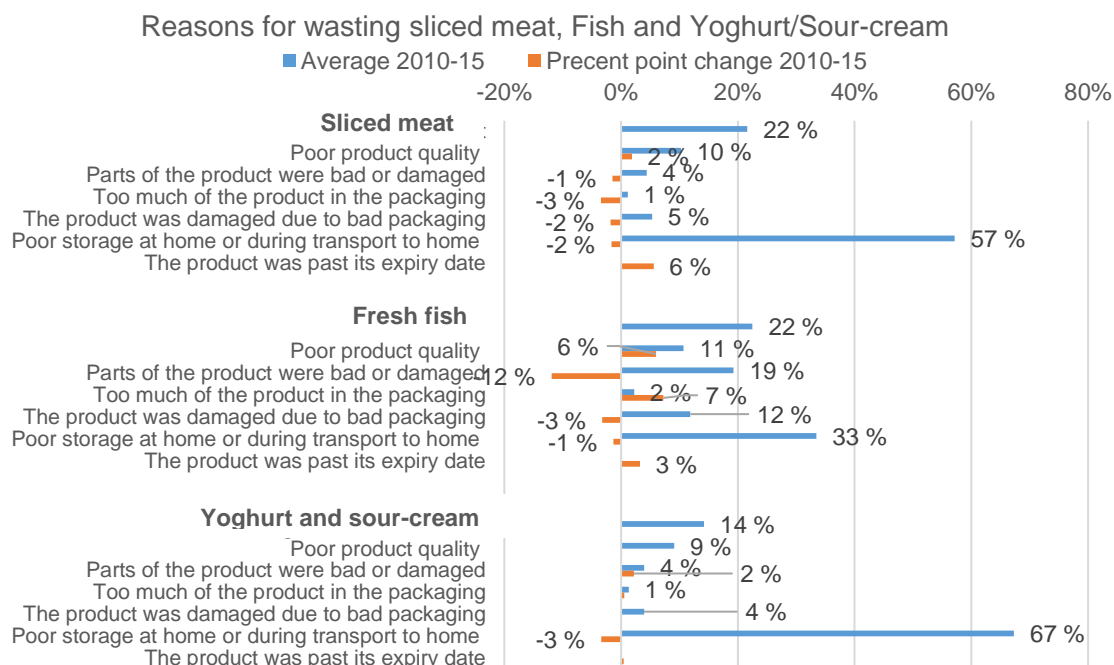 Reasons for wasting sliced meat, Fish and Yoghurt/Sour-cream
Average 2010-15 Precent point change 2010-15
-20% 0% 20% 40% 60% 80%
Sliced meat 22 %
Poor product quality 2 % 10 %
Parts of the product were bad or damaged -1 % 4 %
Too much of the product in the packaging -3 % 1 %
The product was damaged due to bad packaging -2 % 5 %
Poor storage at home or during transport to home -2 % 57 %
The product was past its expiry date 6 %
Fresh fish 22 %
Poor product quality 6 % 11 %
Parts of the product were bad or damaged -12 % 19 %
Too much of the product in the packaging 2 % 7 %
The product was damaged due to bad packaging -3 % 12 %
Poor storage at home or during transport to home -1 % 33 %
The product was past its expiry date 3 %
Yoghurt and sour-cream 14 %
Poor product quality 9 %
Parts of the product were bad or damaged 4 % 2 %
Too much of the product in the packaging 1 %
The product was damaged due to bad packaging 4 %
Poor storage at home or during transport to home -3 % 67 %
The product was past its expiry date